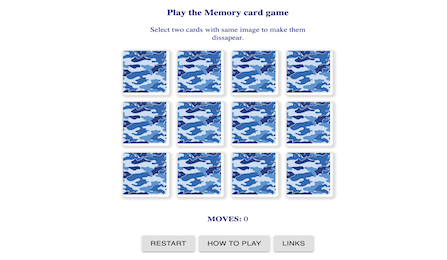 Play the Memory card game
Select two cards with same image to make them
dissapear.
MOVES: 0
RESTART
HOW TO PLAY
LINKS